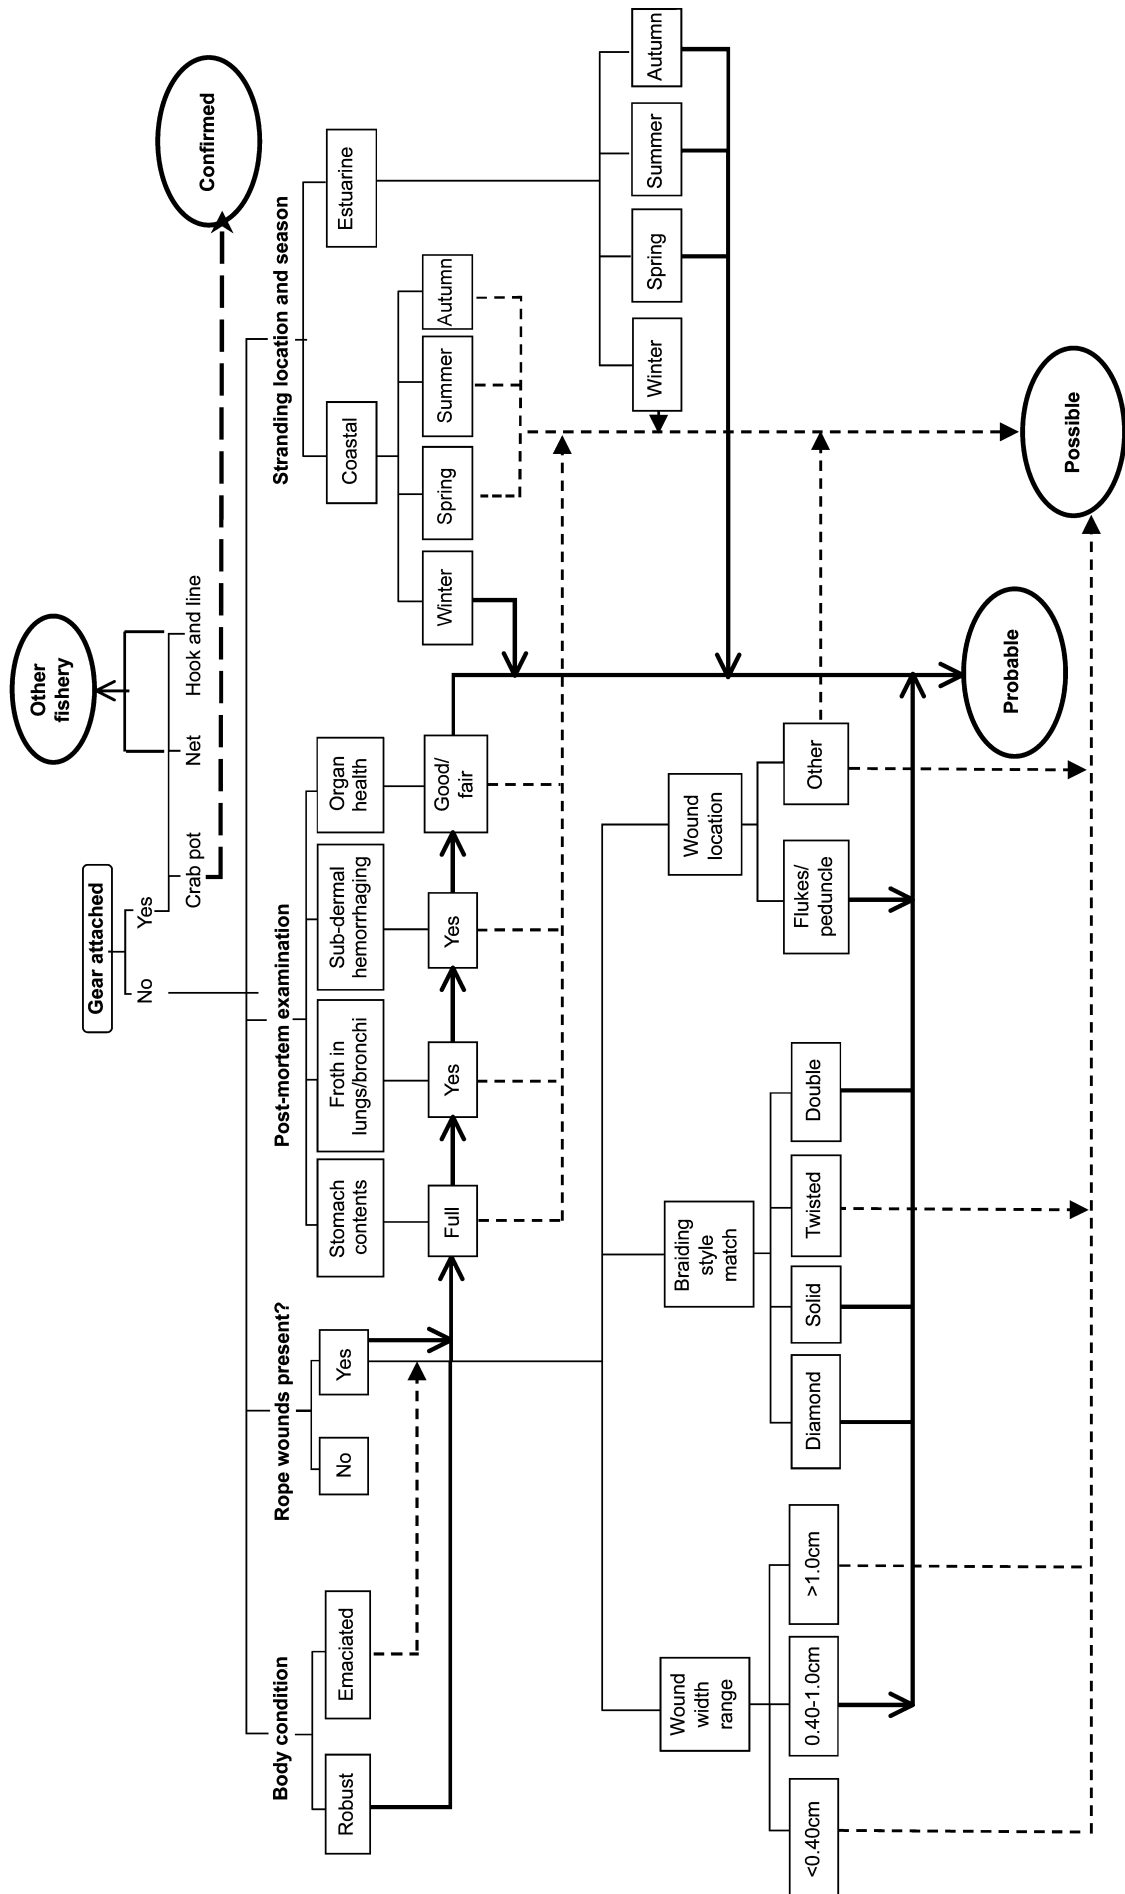 Gear attached
No
Yes
Crab pot
Net
Hook and line
Other
fishery
Confirmed
Body condition
Rope wounds present?
Post-mortem examination
Stranding location and season
Robust
Emaciated
No
Yes
Stomach
contents
Froth in
lungs/bronchi
Sub-dermal
hemorrhaging
Organ
health
Full
Yes
Yes
Good/
fair
Coastal
Estuarine
Winter
Spring
Summer
Autumn
Winter
Spring
Summer
Autumn
Wound
width
range
Braiding
style
match
Wound
location
<0.40cm
0.40-1.0cm
>1.0cm
Diamond
Solid
Twisted
Double
Flukes/
peduncle
Other
Probable
Possible